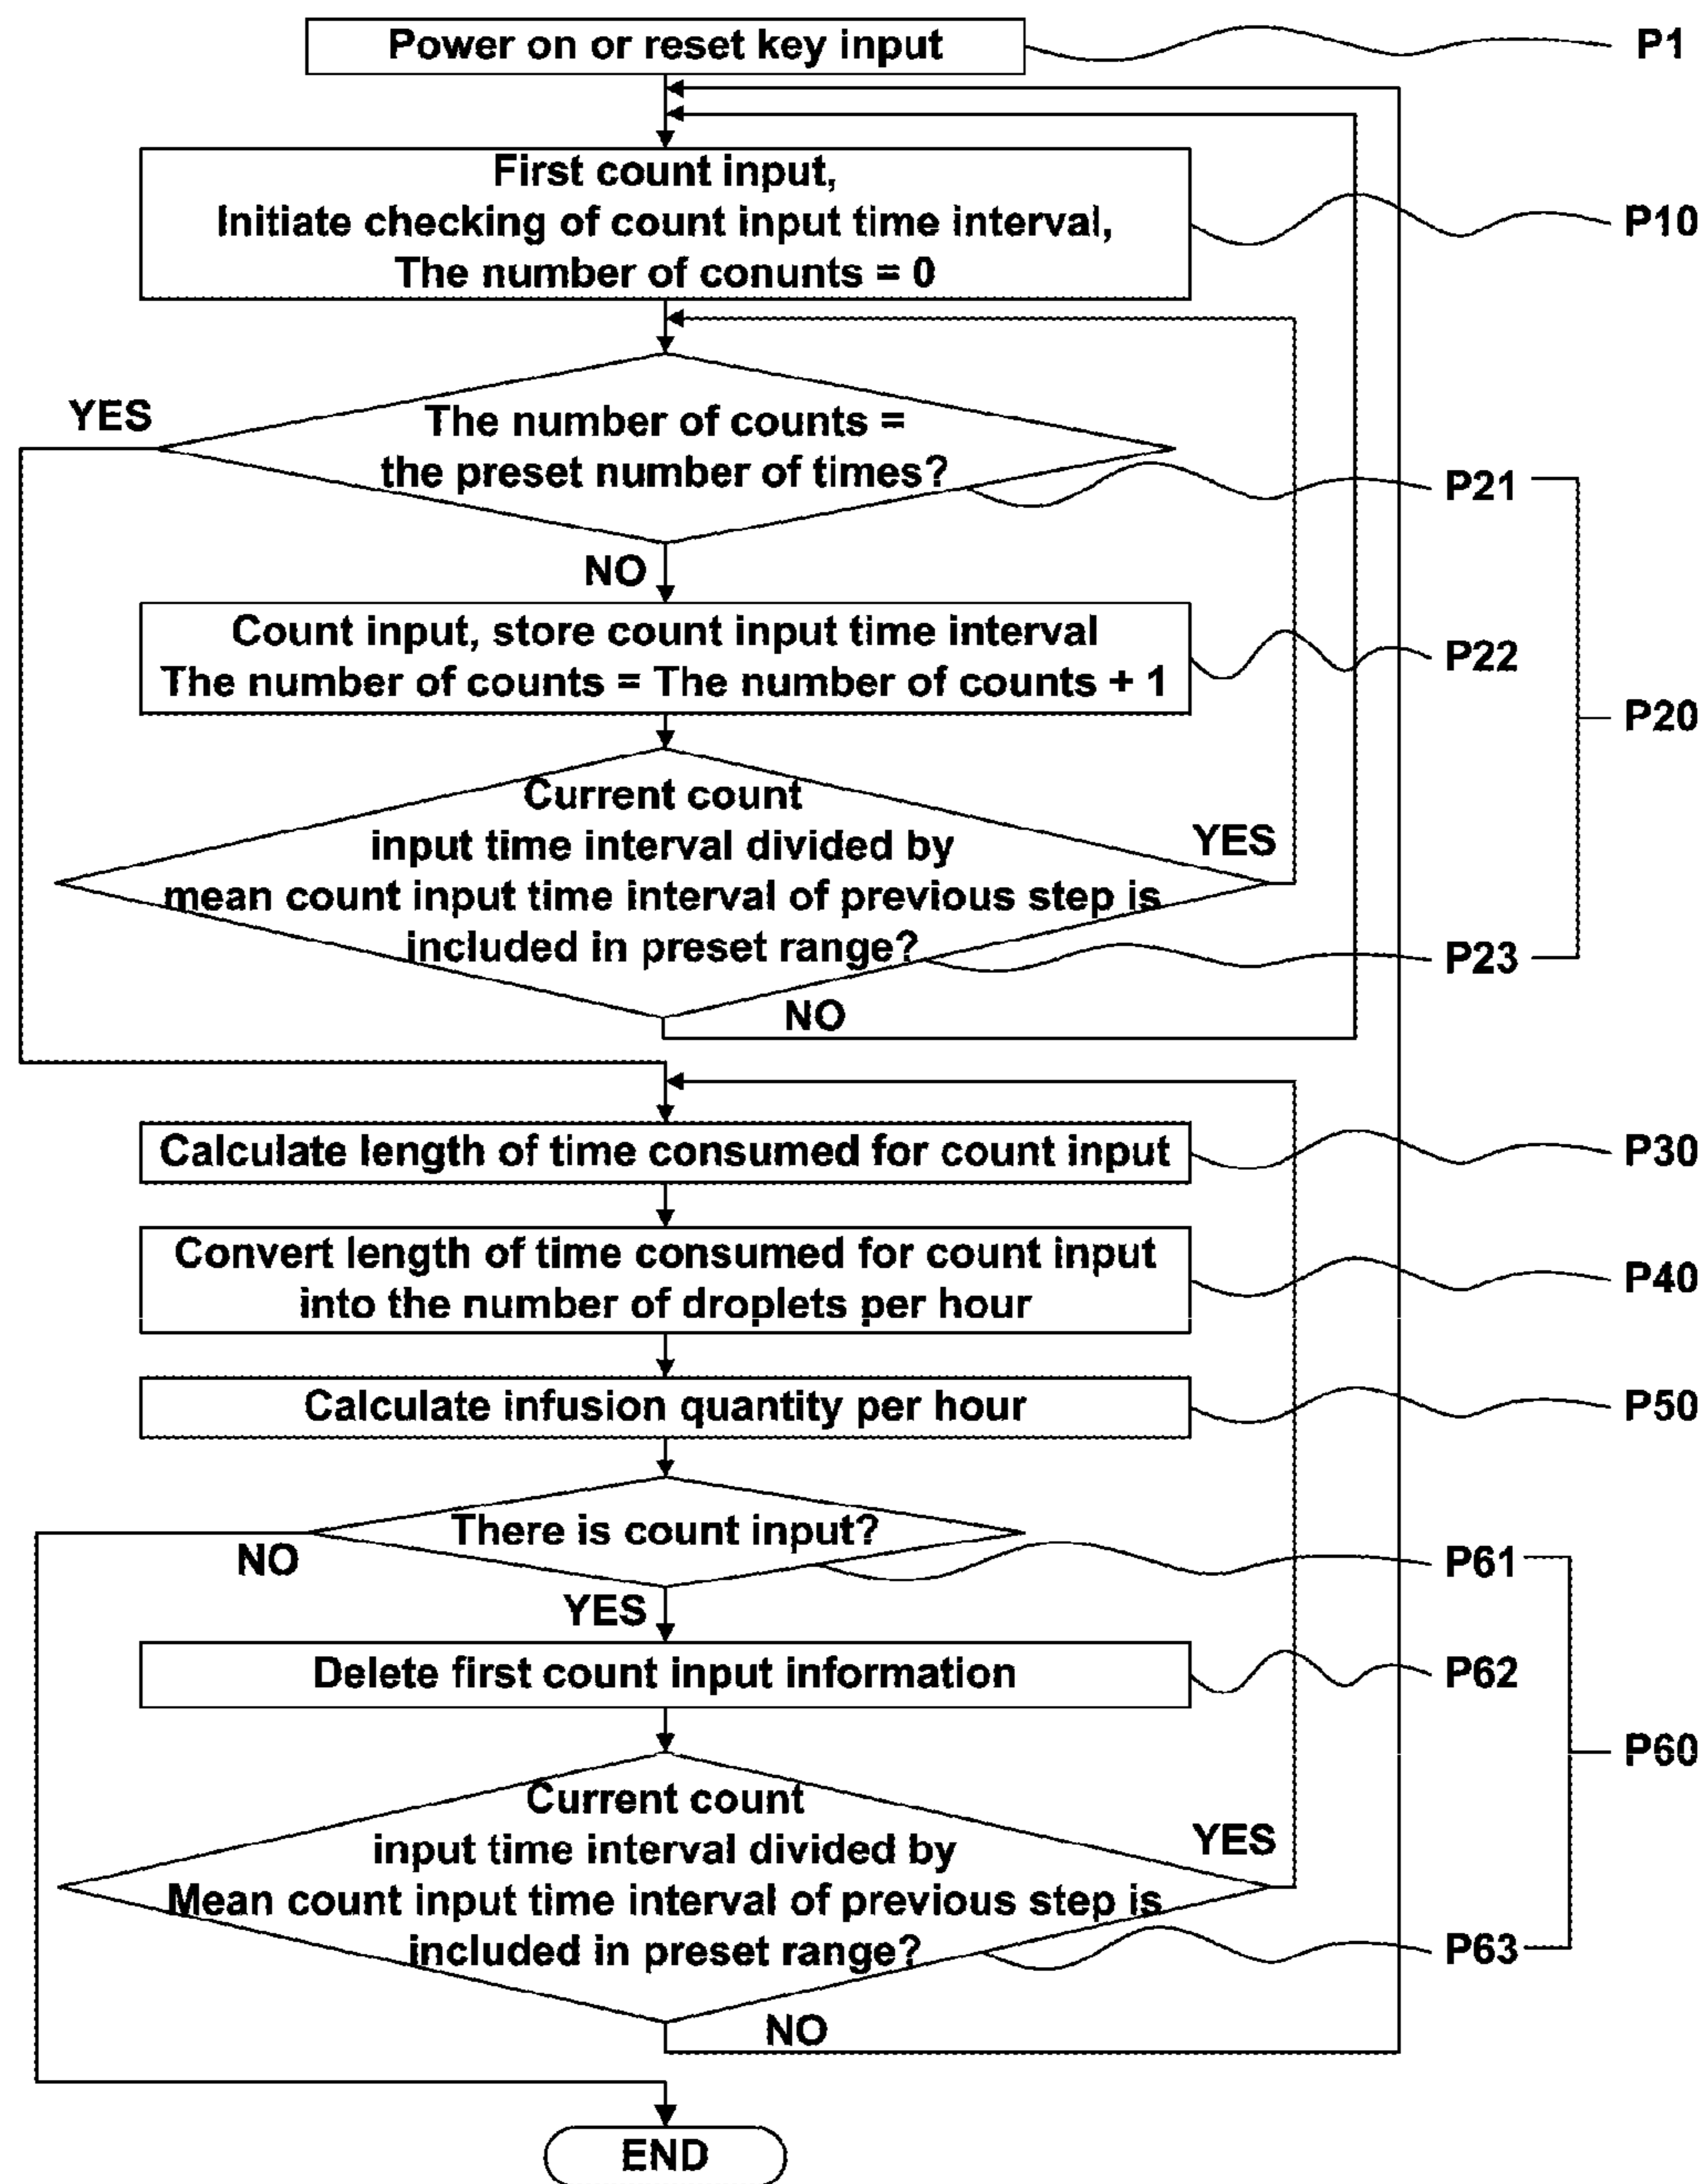 Power on or reset key input
P1
First count input,
Initiate checking of count input time interval,
The number of conunts = 0
P10
YES
The number of counts =
the preset number of times?
P21
NO
Count input, store count input time interval
The number of counts = The number of counts + 1
P22
P20
Current count
input time interval divided by
mean count input time interval of previous step is
included in preset range?
YES
P23
NO
Calculate length of time consumed for count input
P30
Convert length of time consumed for count input
into the number of droplets per hour
P40
Calculate infusion quantity per hour
P50
There is count input?
NO
P61
YES
Delete first count input information
P62
P60
Current count
input time interval divided by
Mean count input time interval of previous step is
included in preset range?
YES
P63
NO
END